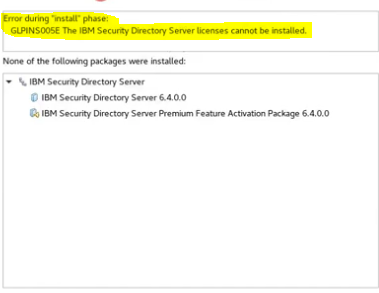 Error during "install" phase:
GLPINS005E The IBM Security Directory Server licenses cannot be installed.
None of the following packages were installed:
IBM Security Directory Server
IBM Security Directory Server 6.4.0.0
IBM Security Directory Server Premium Feature Activation Package 6.4.0.0